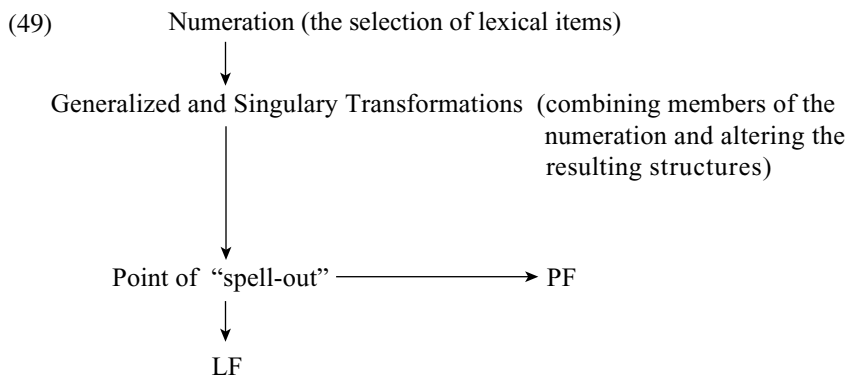 (49) Numeration (the selection of lexical items)
Generalized and Singulary Transformations (combining members of the
numeration and altering the
resulting structures)
Point of “spell-out” PF
LF